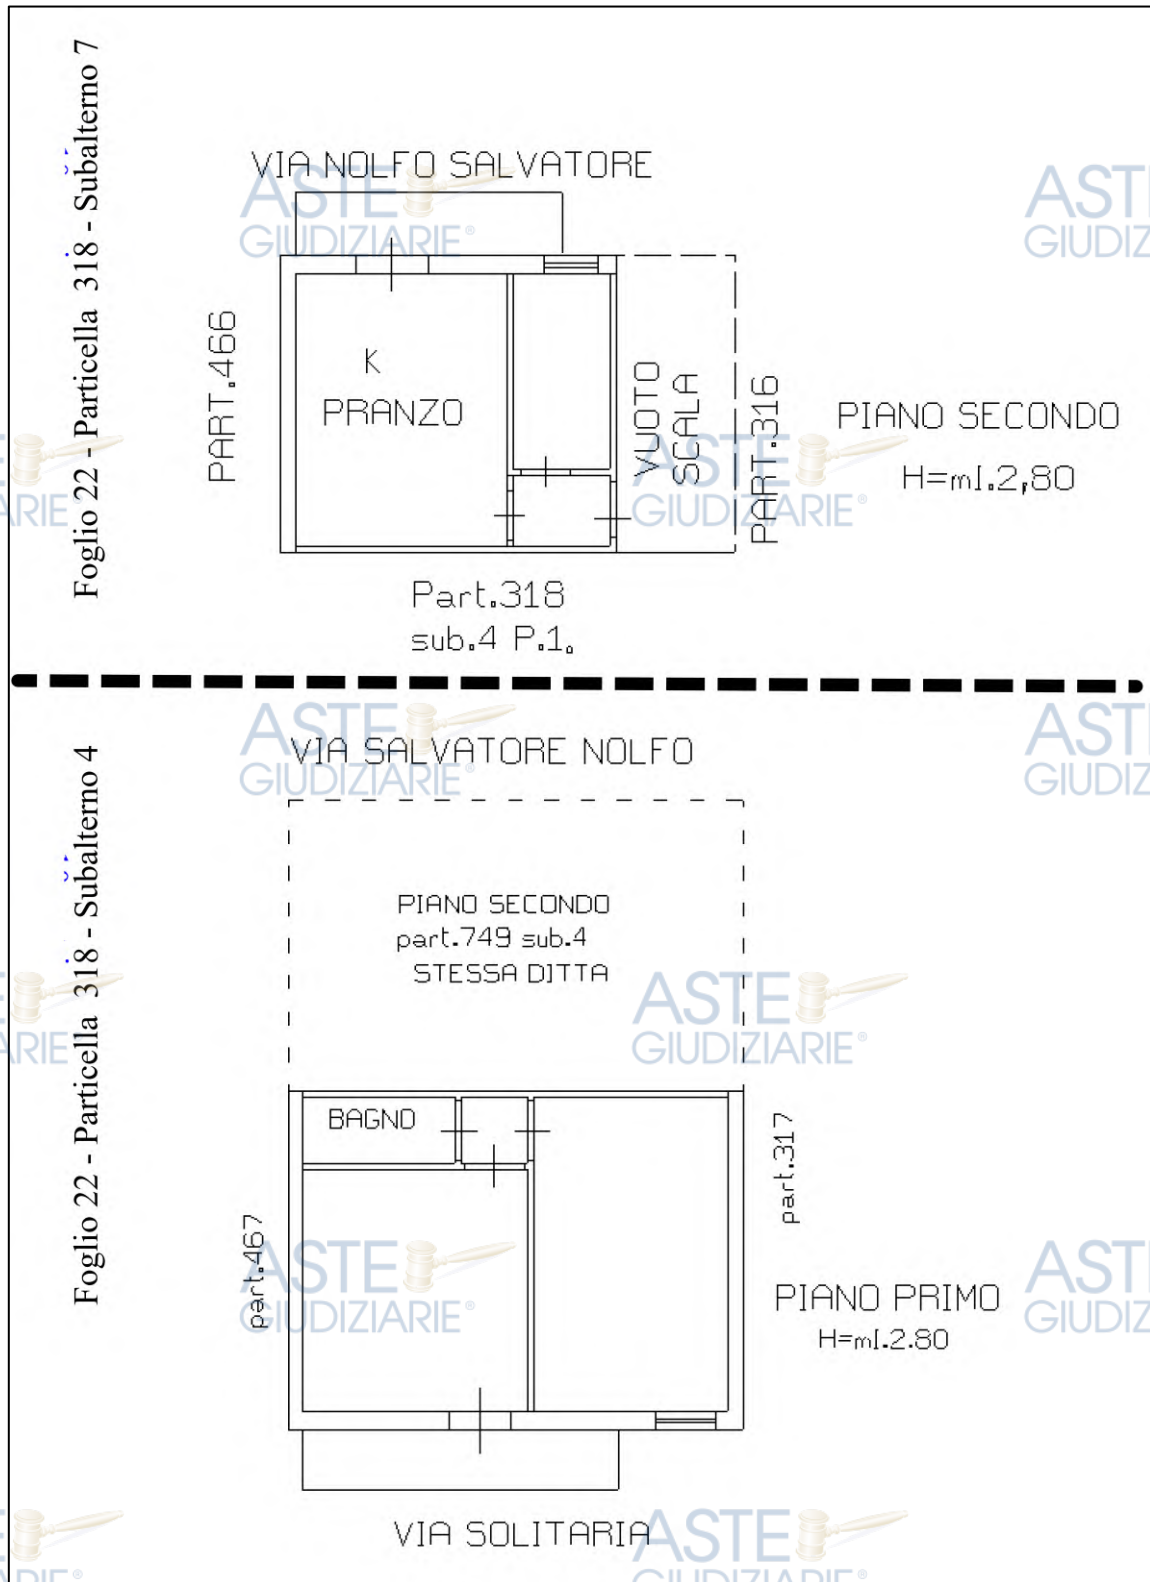 Foglio 22 - Particella 318 - Subalterno 7
VIA NOLFO SALVATORE
PART.466
K
PRANZO
VUOTO
SCALA
PART.316
PIANO SECONDO
H=ml.2,80
Part.318
sub.4 P.1.
Foglio 22 - Particella 318 - Subalterno 4
VIA SALVATORE NOLFO
PIANO SECONDO
part.749 sub.4
STESSA DITTA
BAGNO
part.467
part.317
PIANO PRIMO
H=ml.2.80
VIA SOLITARIA
ASTE
GIUDIZIARIE®